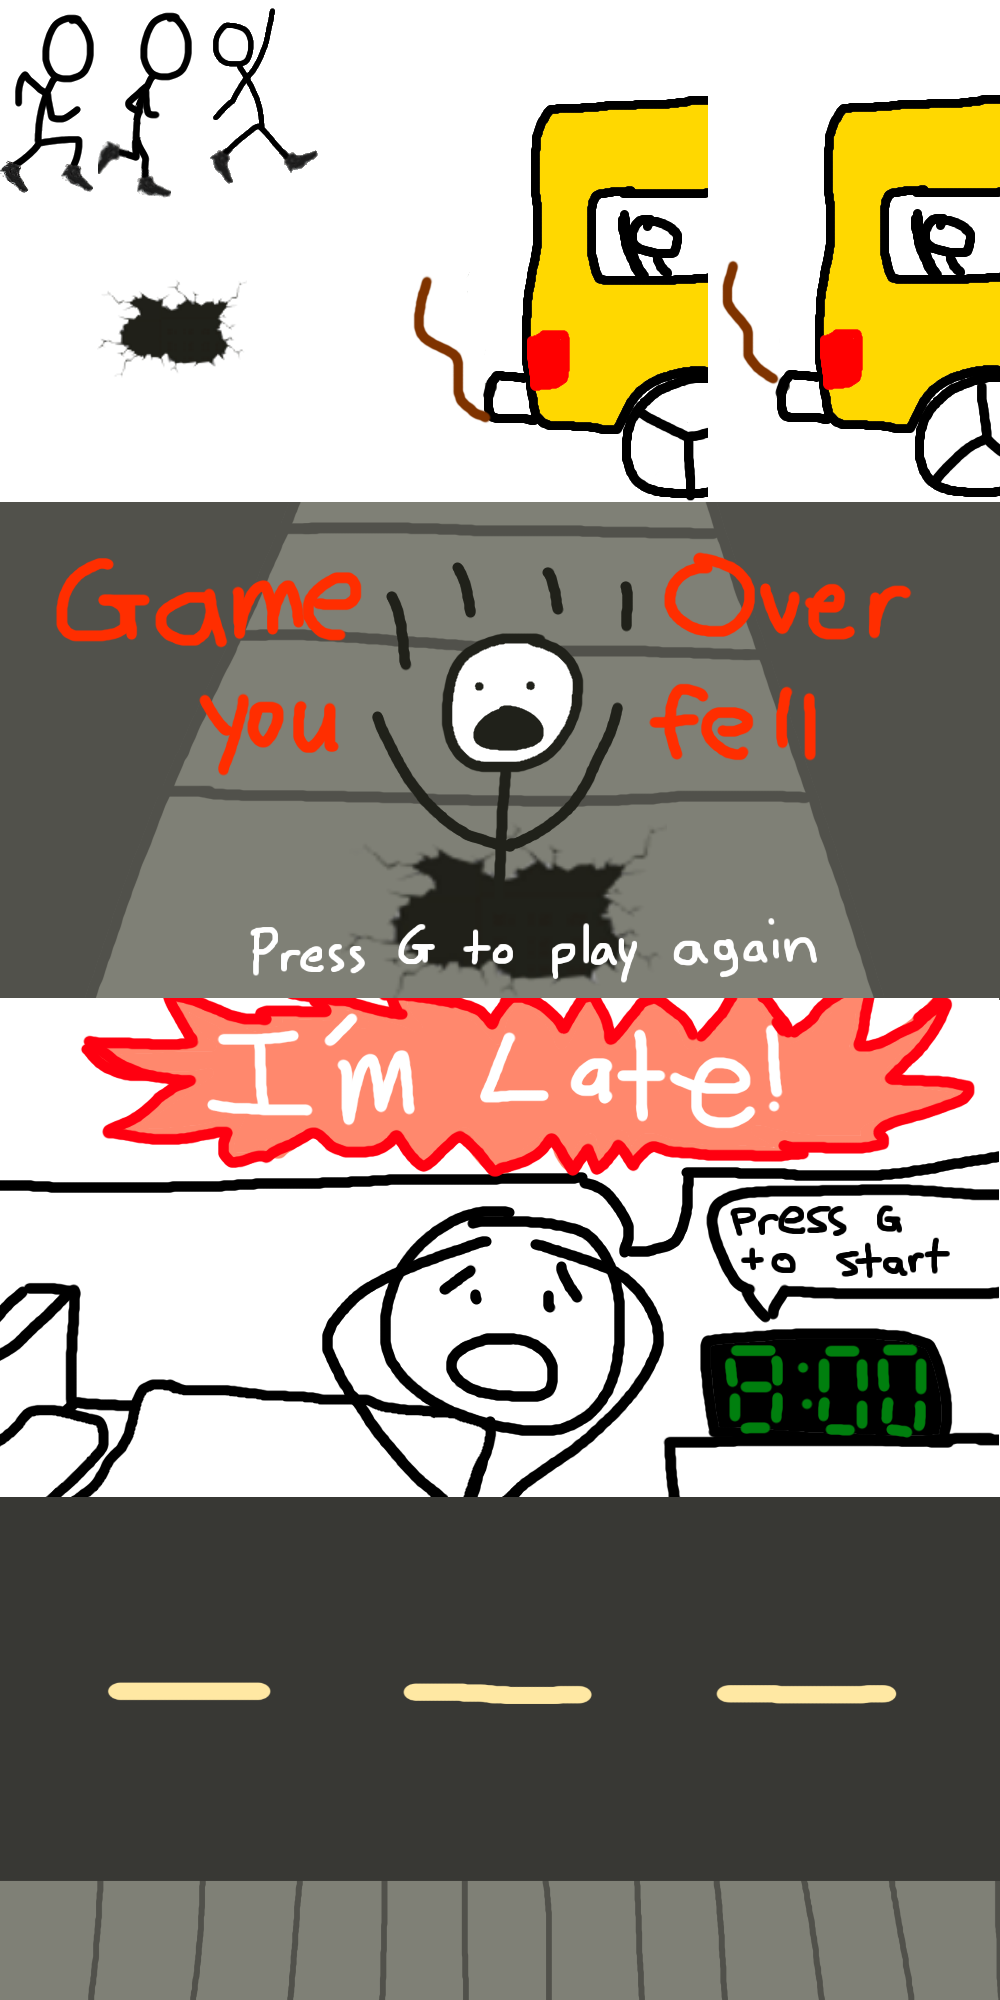 Game Over
you fell
Press G to play again
I'm Late!
Press G
to start
8:00